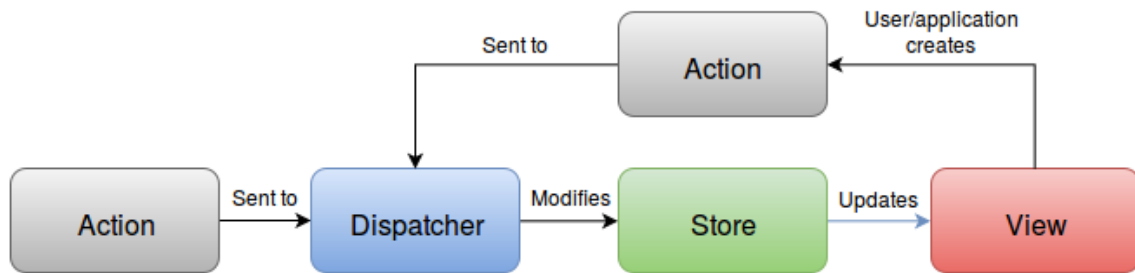 User/application
creates
Sent to
Action
Action
Sent to
Dispatcher
Modifies
Store
Updates
View